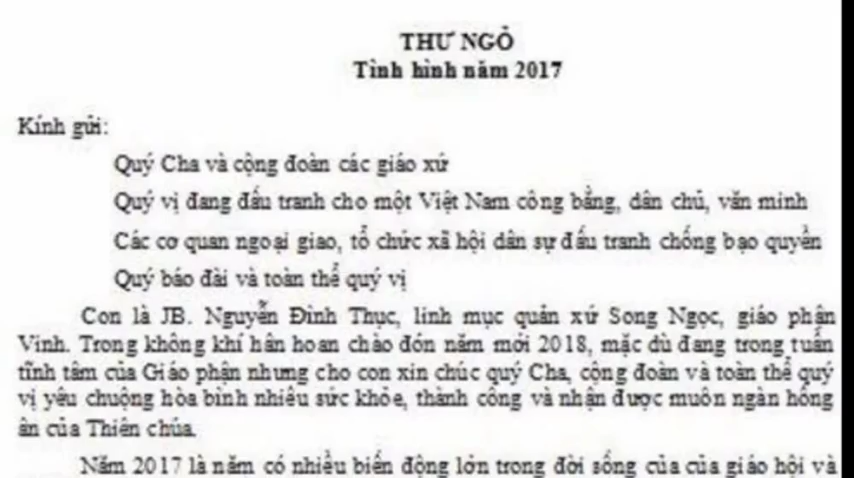 THƯ NGỎ
Tình hình năm 2017
Kính gửi:
Quý Cha và cộng đoàn các giáo xứ
Quý vị đang đấu tranh cho một Việt Nam công bằng, dân chủ, văn minh
Các cơ quan ngoại giao, tổ chức xã hội dân sự đấu tranh chống bạo quyền
Quý báo đài và toàn thể quý vị
Con là JB. Nguyễn Đình Thục, linh mục quản xứ Song Ngọc, giáo phận
Vinh. Trong không khí hân hoan chào đón năm mới 2018, mặc dù đang trong tuần
tĩnh tâm của Giáo phận nhưng cho con xin chúc quý Cha, cộng đoàn và toàn thể quý
vị yêu chuộng hòa bình nhiều sức khỏe, thành công và nhận được muôn ngàn hồng
ân của Thiên chúa.
Năm 2017 là năm có nhiều biến động lớn trong đời sống của của giáo hội và